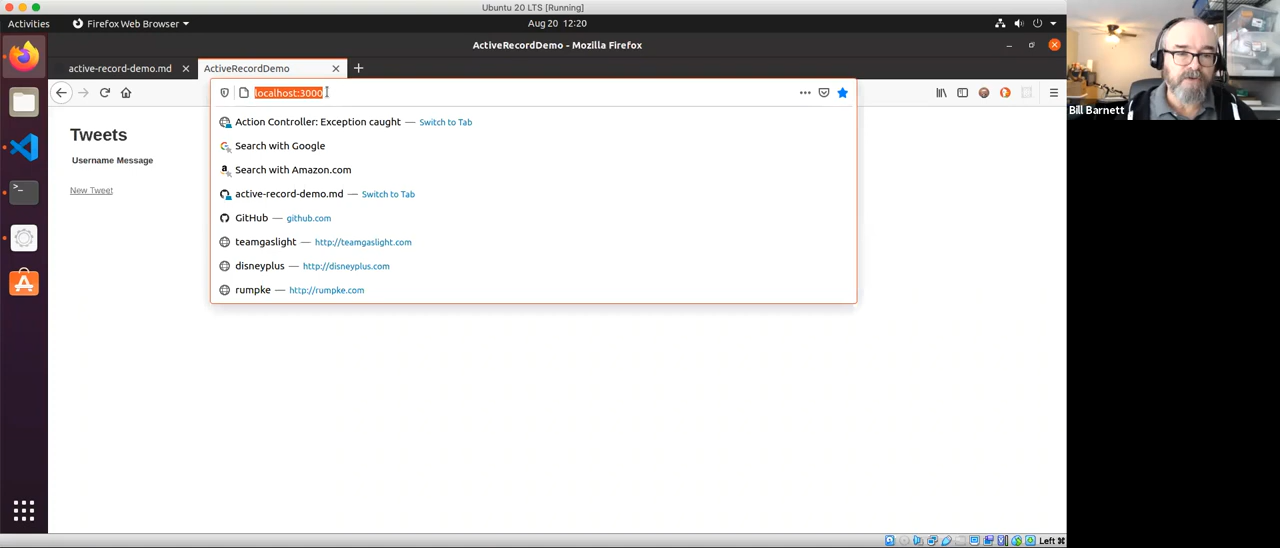 Ubuntu 20 LTS [Running]
Activities
Firefox Web Browser
Aug 20 12:20
ActiveRecordDemo - Mozilla Firefox
active-record-demo.md
ActiveRecordDemo
localhost:3000
Action Controller: Exception caught — Switch to Tab
Search with Google
Search with Amazon.com
active-record-demo.md — Switch to Tab
GitHub — github.com
teamgaslight — http://teamgaslight.com
disneyplus — http://disneyplus.com
rumpke — http://rumpke.com
Tweets
Username Message
New Tweet
Bill Barnett
Left ⌘